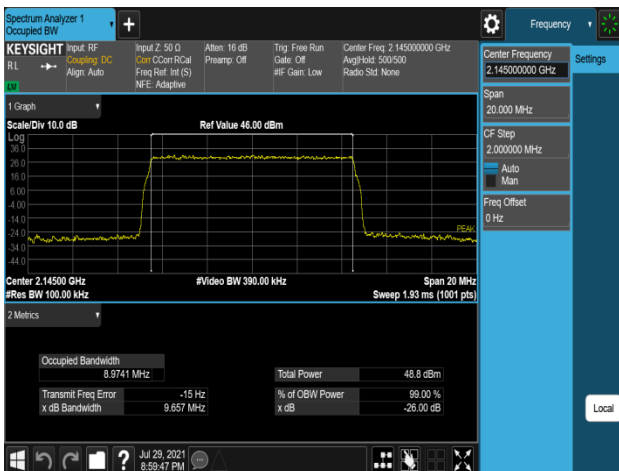 Spectrum Analyzer 1
Occupied BW
+
Frequency
KEYSIGHT
RL
LW
Input: RF
Coupling: DC
Align: Auto
Input Z: 50 Ω
Corr CCorr RCal
Freq Ref: Int (S)
NFE: Adaptive
Atten: 16 dB
Preamp: Off
Trig: Free Run
Gate: Off
#IF Gain: Low
Center Freq: 2.145000000 GHz
Avg|Hold: 500/500
Radio Std: None
Center Frequency
2.145000000 GHz
Settings
Span
20.000 MHz
CF Step
2.000000 MHz
Auto
Man
Freq Offset
0 Hz
1 Graph
Scale/Div 10.0 dB
Ref Value 46.00 dBm
Log
36.0
26.0
16.0
6.00
-4.00
-14.0
-24.0
-34.0
-44.0
PEAK
Center 2.14500 GHz
#Video BW 390.00 kHz
Span 20 MHz
#Res BW 100.00 kHz
Sweep 1.93 ms (1001 pts)
2 Metrics
Occupied Bandwidth
8.9741 MHz
Total Power 48.8 dBm
Transmit Freq Error -15 Hz
% of OBW Power 99.00 %
x dB Bandwidth 9.657 MHz
x dB -26.00 dB
Local
?
Jul 29, 2021
8:59:47 PM